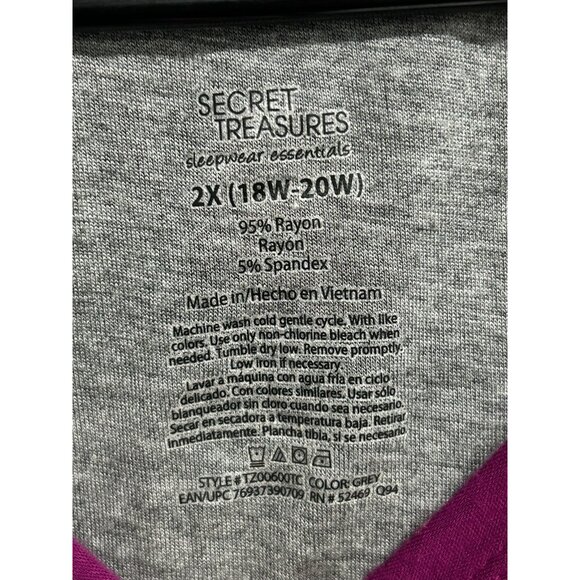 SECRET
TREASURES
sleepwear essentials
2X (18W-20W)
95% Rayon
Rayón
5% Spandex
Made in/Hecho en Vietnam
Machine wash cold gentle cycle. With like
colors. Use only non-chlorine bleach when
needed. Tumble dry low. Remove promptly.
Low iron if necessary
Lavar a máquina con agua fría en ciclo
delicado. Con colores similares. Usar sólo
blanqueador sin cloro cuando sea necesario.
Secar en secadora a temperatura baja. Retirar
inmediatamente. Plancha tibia, si se necesario
STYLE # TZ00600TC COLOR: GREY
EAN/UPC 76937390709 RN # 52469 Q94